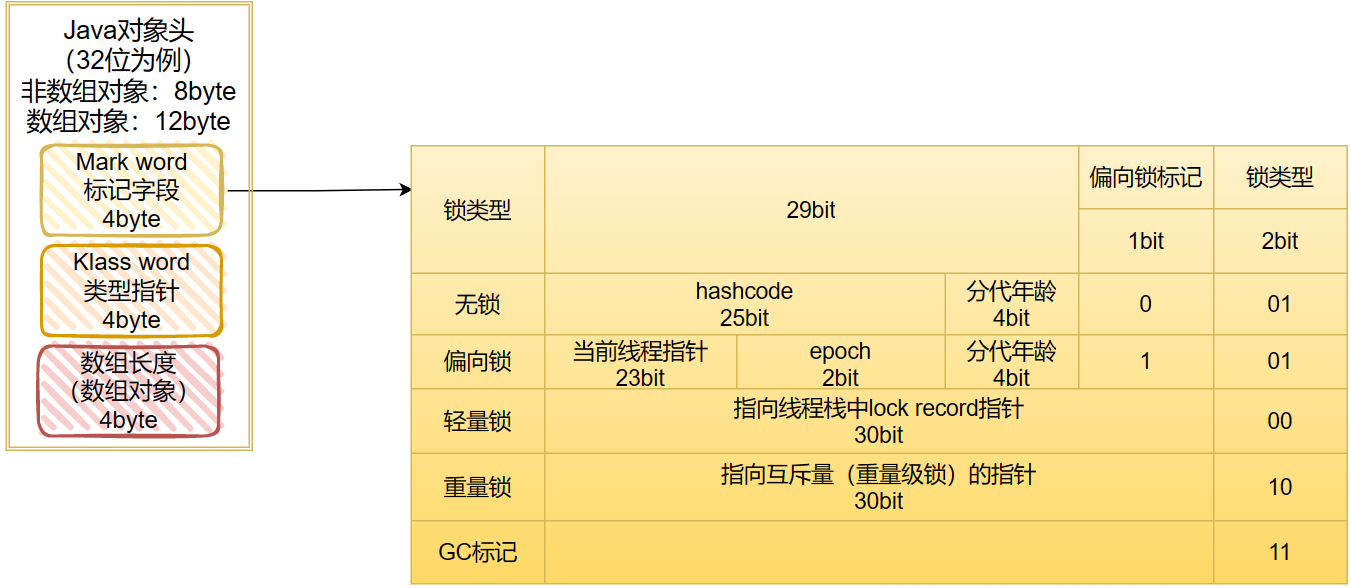 Java对象头
（32位为例）
非数组对象：8byte
数组对象：12byte
Mark word
标记字段
4byte
Klass word
类型指针
4byte
数组长度
（数组对象）
4byte
锁类型
29bit
偏向锁标记
锁类型
1bit
2bit
无锁
hashcode
25bit
分代年龄
4bit
0
01
偏向锁
当前线程指针
23bit
epoch
2bit
分代年龄
4bit
1
01
轻量锁
指向线程栈中lock record指针
30bit
00
重量锁
指向互斥量（重量级锁）的指针
30bit
10
GC标记
11